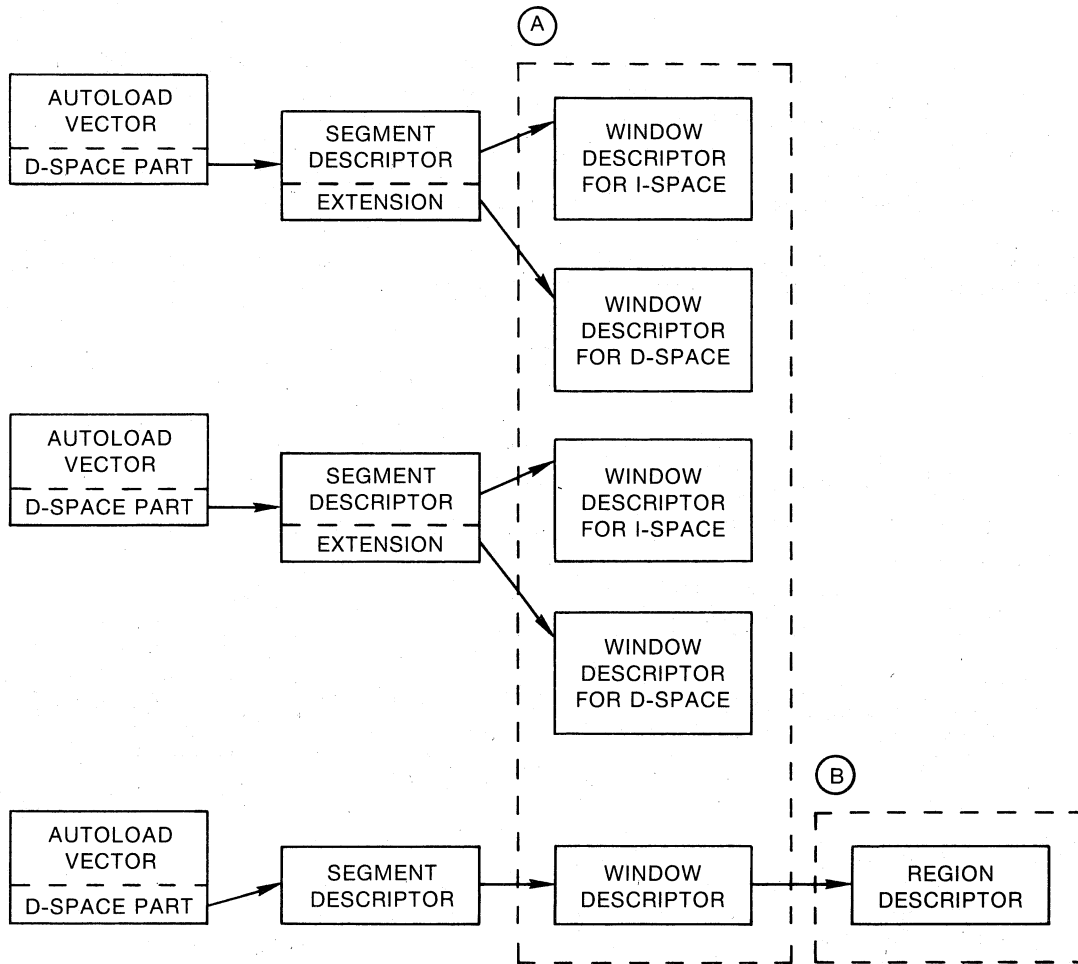 A
AUTOLOAD
VECTOR
D-SPACE PART
SEGMENT
DESCRIPTOR
EXTENSION
WINDOW
DESCRIPTOR
FOR I-SPACE
WINDOW
DESCRIPTOR
FOR D-SPACE
AUTOLOAD
VECTOR
D-SPACE PART
SEGMENT
DESCRIPTOR
EXTENSION
WINDOW
DESCRIPTOR
FOR I-SPACE
WINDOW
DESCRIPTOR
FOR D-SPACE
B
AUTOLOAD
VECTOR
D-SPACE PART
SEGMENT
DESCRIPTOR
WINDOW
DESCRIPTOR
REGION
DESCRIPTOR